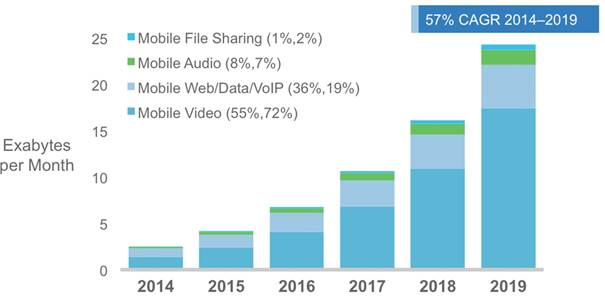 57% CAGR 2014–2019
25
20
15
10
5
0
Exabytes
per Month
Mobile File Sharing (1%,2%)
Mobile Audio (8%,7%)
Mobile Web/Data/VoIP (36%,19%)
Mobile Video (55%,72%)
2014 2015 2016 2017 2018 2019